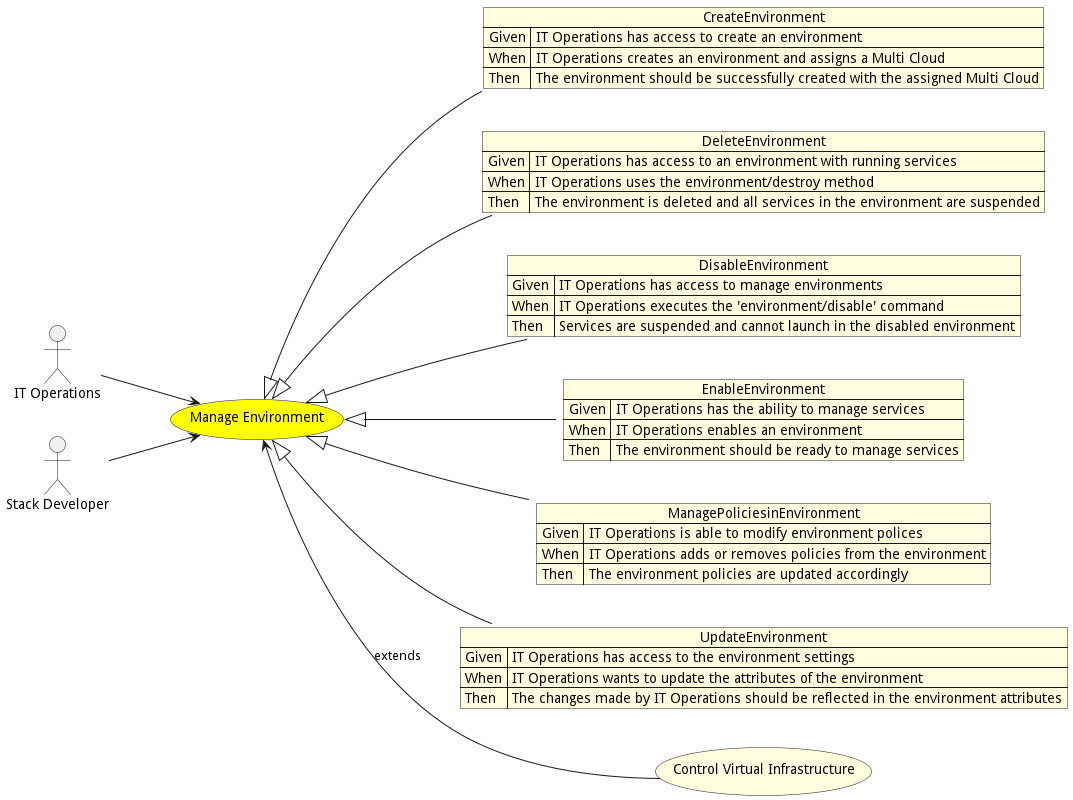 CreateEnvironment
Given IT Operations has access to create an environment
When IT Operations creates an environment and assigns a Multi Cloud
Then The environment should be successfully created with the assigned Multi Cloud
DeleteEnvironment
Given IT Operations has access to an environment with running services
When IT Operations uses the environment/destroy method
Then The environment is deleted and all services in the environment are suspended
DisableEnvironment
Given IT Operations has access to manage environments
When IT Operations executes the 'environment/disable' command
Then Services are suspended and cannot launch in the disabled environment
IT Operations
Manage Environment
Stack Developer
EnableEnvironment
Given IT Operations has the ability to manage services
When IT Operations enables an environment
Then The environment should be ready to manage services
ManagePoliciesinEnvironment
Given IT Operations is able to modify environment polices
When IT Operations adds or removes policies from the environment
Then The environment policies are updated accordingly
UpdateEnvironment
Given IT Operations has access to the environment settings
When IT Operations wants to update the attributes of the environment
Then The changes made by IT Operations should be reflected in the environment attributes
extends
Control Virtual Infrastructure